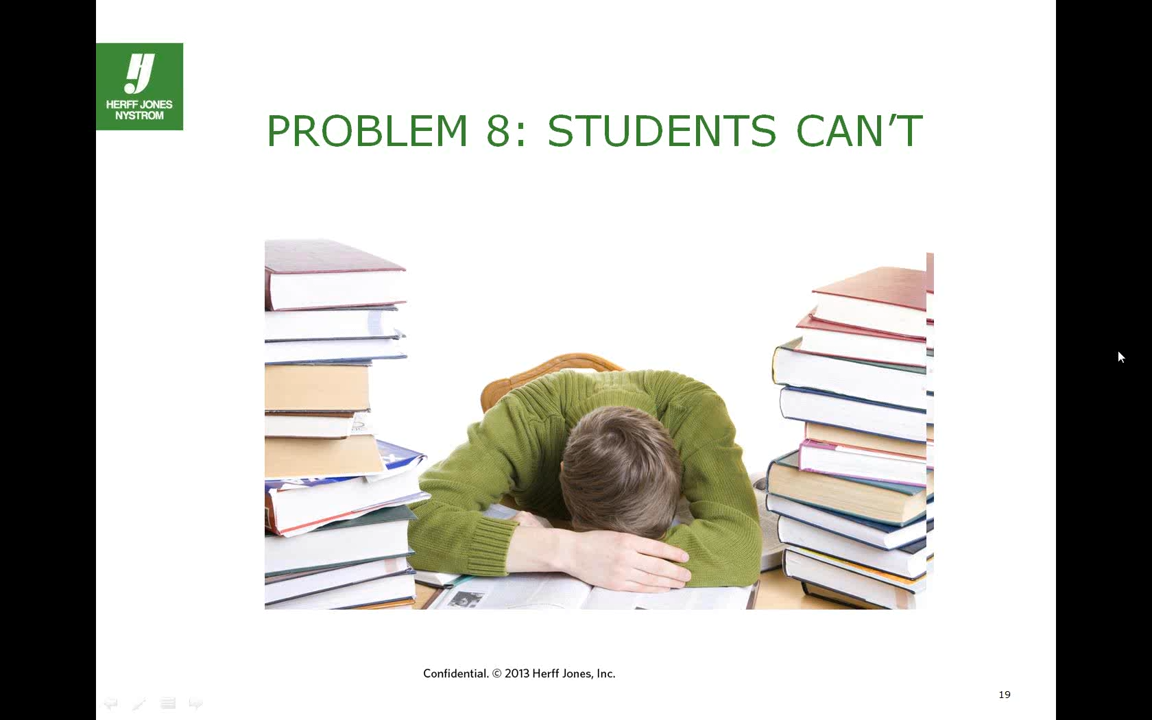 HERFF JONES
NYSTROM
PROBLEM 8: STUDENTS CAN’T
Confidential. © 2013 Herff Jones, Inc.
19